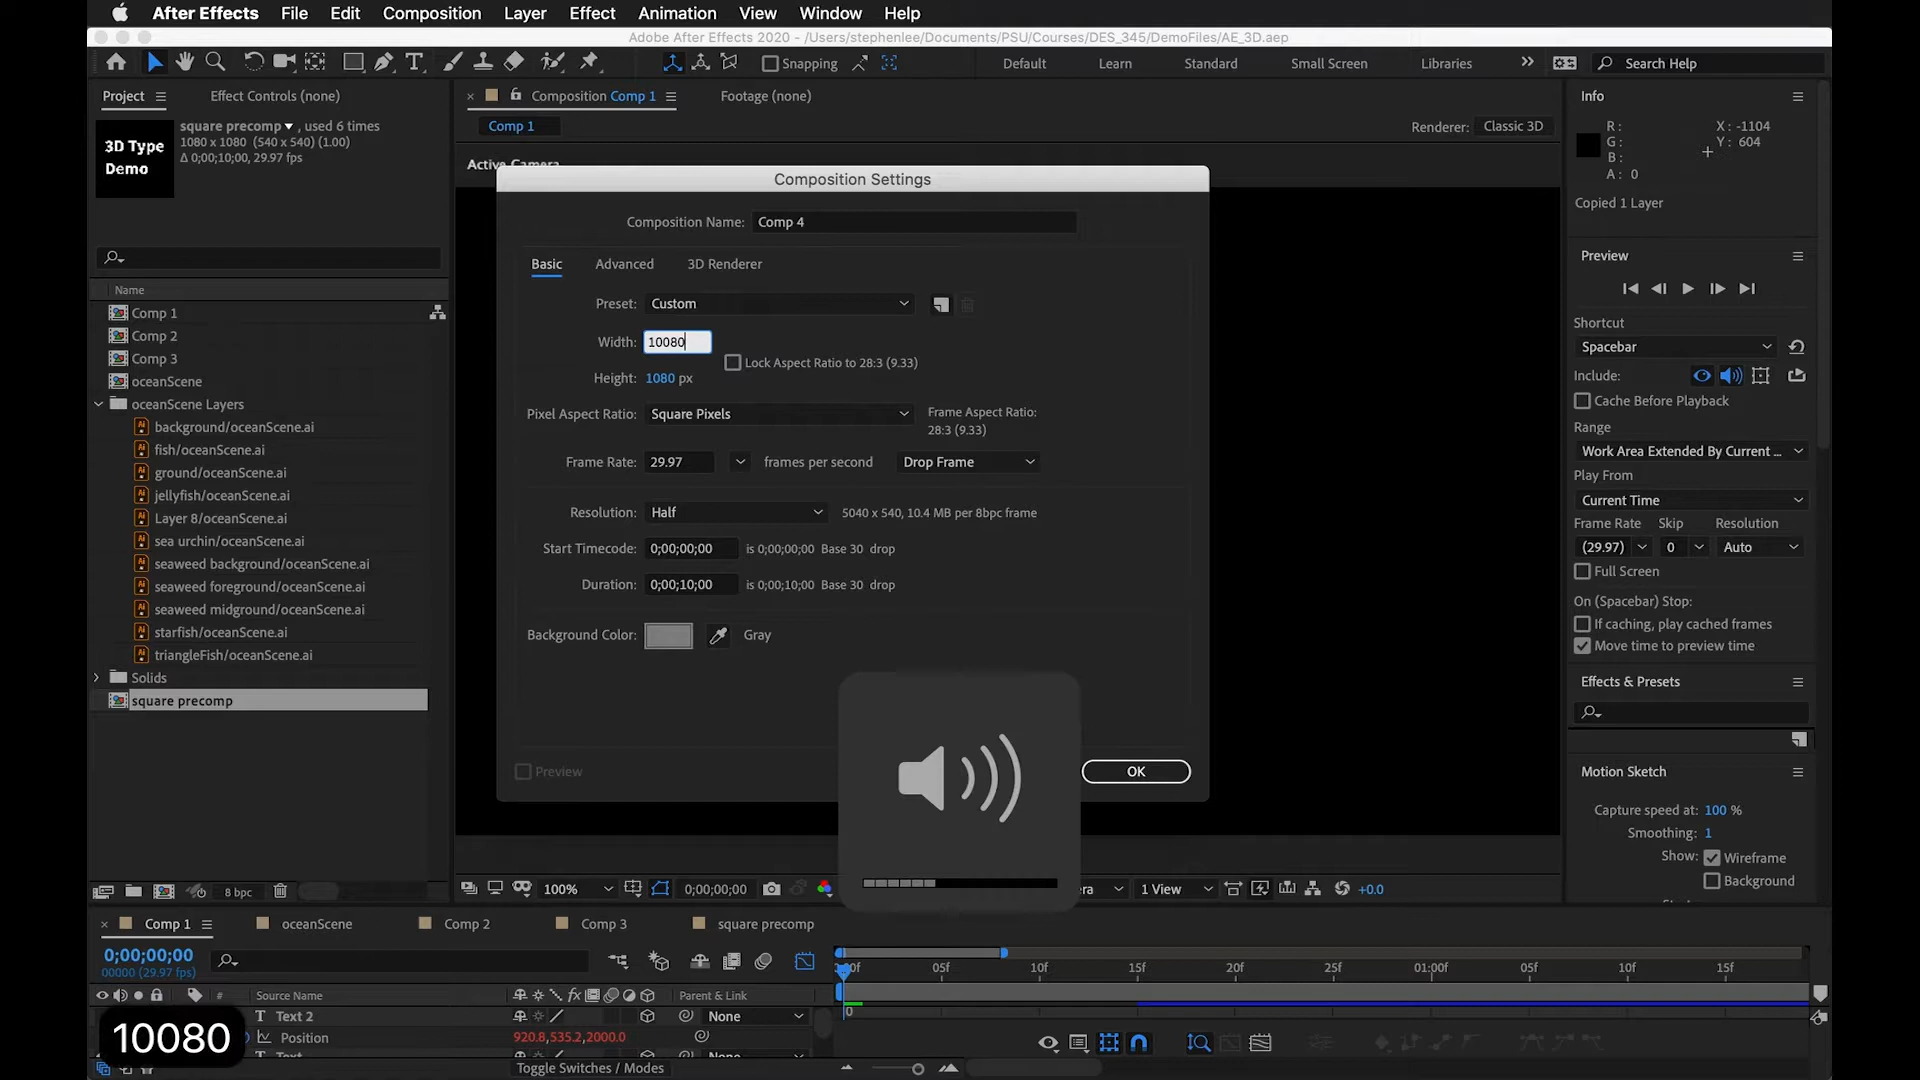 After Effects File Edit Composition Layer Effect Animation View Window Help
Adobe After Effects 2020 - /Users/stephenlee/Documents/PSU/Courses/DES_345/DemoFiles/AE_3D.aep
Snapping Default Learn Standard Small Screen Libraries Search Help
Project Effect Controls (none)
square precomp , used 6 times
1080 x 1080 (540 x 540) (1.00)
Δ 0;00;10;00, 29.97 fps
3D Type
Demo
Name
Comp 1
Comp 2
Comp 3
oceanScene
oceanScene Layers
background/oceanScene.ai
fish/oceanScene.ai
ground/oceanScene.ai
jellyfish/oceanScene.ai
Layer 8/oceanScene.ai
sea urchin/oceanScene.ai
seaweed background/oceanScene.ai
seaweed foreground/oceanScene.ai
seaweed midground/oceanScene.ai
starfish/oceanScene.ai
triangleFish/oceanScene.ai
Solids
square precomp
8 bpc
Composition Comp 1 Footage (none)
Comp 1 Renderer: Classic 3D
Active Camera
Composition Settings
Composition Name: Comp 4
Basic Advanced 3D Renderer
Preset: Custom
Width: 10080
Lock Aspect Ratio to 28:3 (9.33)
Height: 1080 px
Pixel Aspect Ratio: Square Pixels
Frame Aspect Ratio:
28:3 (9.33)
Frame Rate: 29.97 frames per second Drop Frame
Resolution: Half 5040 x 540, 10.4 MB per 8bpc frame
Start Timecode: 0;00;00;00 is 0;00;00;00 Base 30 drop
Duration: 0;00;10;00 is 0;00;10;00 Base 30 drop
Background Color: Gray
Preview OK
100% 0;00;00;00 1 View +0.0
Info
R: X: -1104
G: Y: 604
B:
A: 0
Copied 1 Layer
Preview
Shortcut
Spacebar
Include:
Cache Before Playback
Range
Work Area Extended By Current ...
Play From
Current Time
Frame Rate Skip Resolution
(29.97) 0 Auto
Full Screen
On (Spacebar) Stop:
If caching, play cached frames
Move time to preview time
Effects & Presets
Motion Sketch
Capture speed at: 100 %
Smoothing: 1
Show: Wireframe
Background
Comp 1 oceanScene Comp 2 Comp 3 square precomp
0;00;00;00
00000 (29.97 fps)
05f 10f 15f 20f 25f 01:00f 05f 10f 15f
# Source Name fx Parent & Link
T Text 2 None
Position 920.8,535.2,2000.0
Toggle Switches / Modes
10080